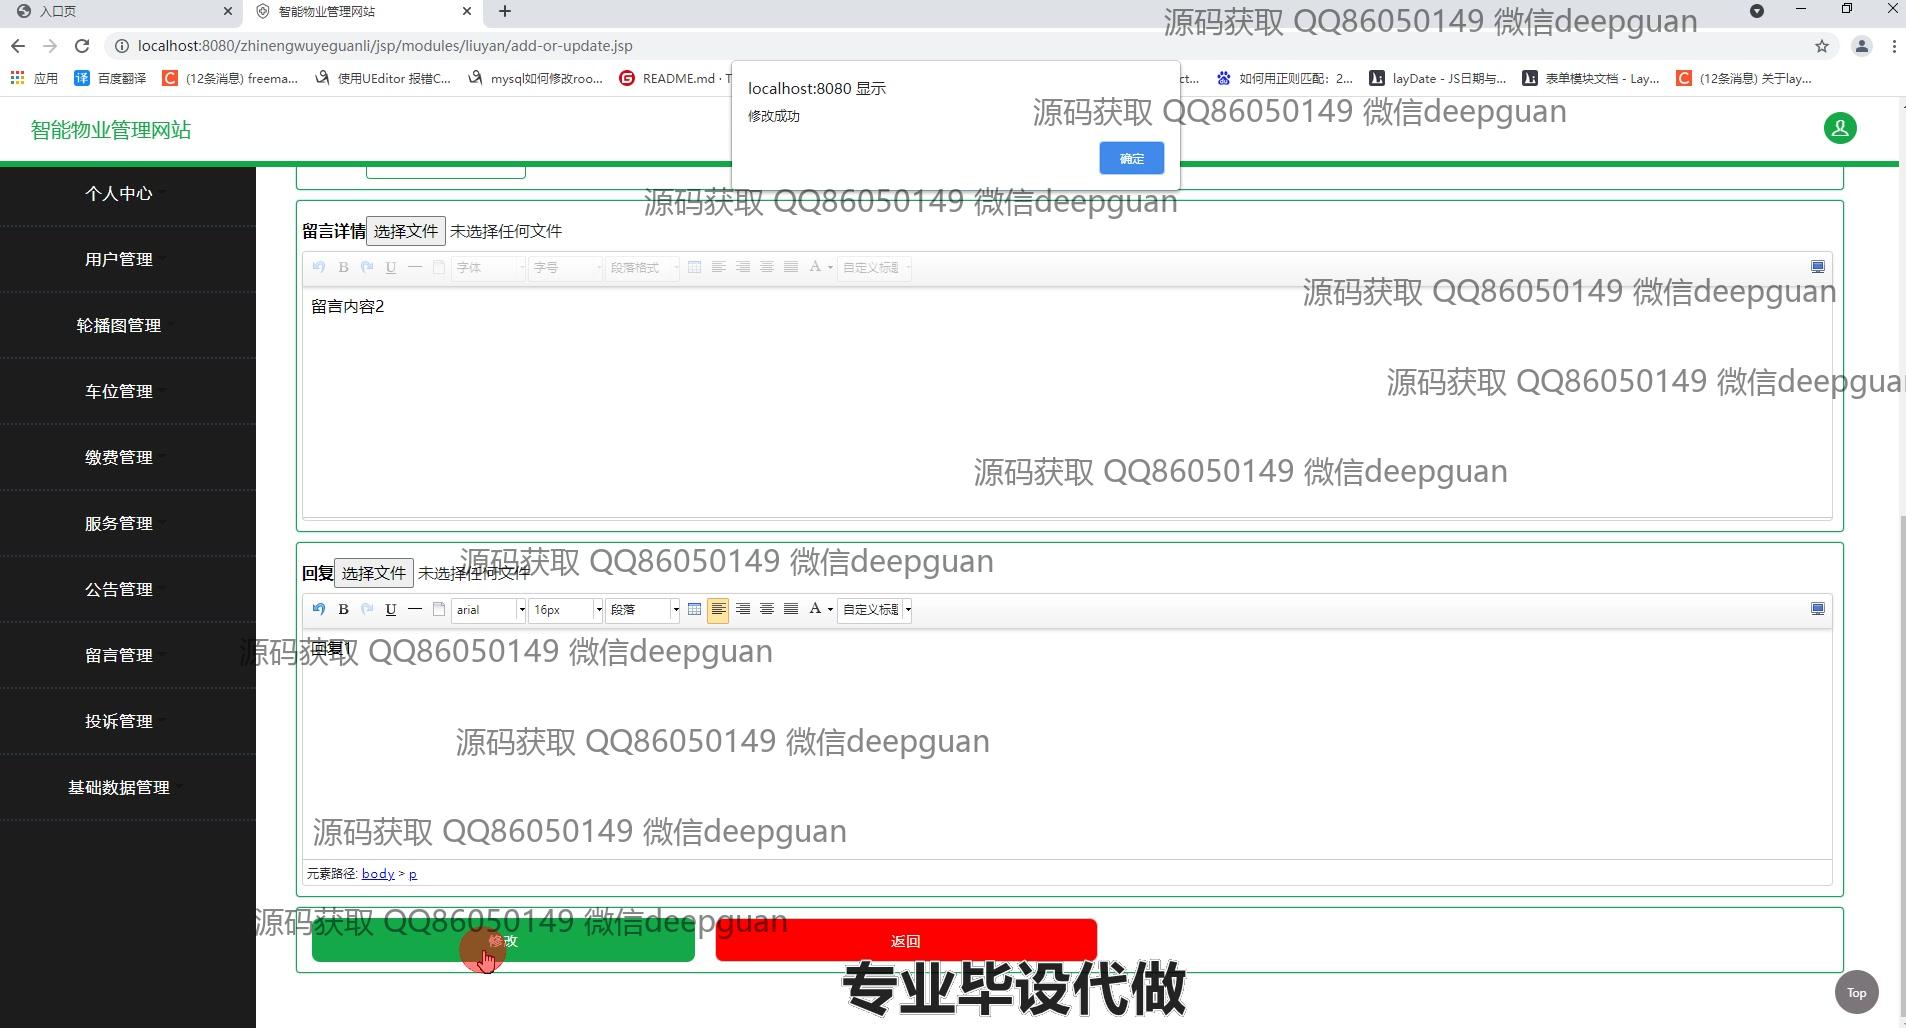 入口页
智能物业管理网站
源码获取 QQ86050149 微信deepguan
localhost:8080/zhinengwuyeguanli/jsp/modules/liuyan/add-or-update.jsp
应用
百度翻译
(12条消息) freema...
使用UEditor 报错C...
mysql如何修改roo...
README.md · T
ct...
如何用正则匹配：2...
layDate - JS日期与...
表单模块文档 - Lay...
(12条消息) 关于lay...
localhost:8080 显示
修改成功
确定
源码获取 QQ86050149 微信deepguan
智能物业管理网站
个人中心
用户管理
轮播图管理
车位管理
缴费管理
服务管理
公告管理
留言管理
投诉管理
基础数据管理
源码获取 QQ86050149 微信deepguan
留言详情 选择文件 未选择任何文件
B U 字体 字号 段落格式 A 自定义标题
源码获取 QQ86050149 微信deepguan
留言内容2
源码获取 QQ86050149 微信deepgua
源码获取 QQ86050149 微信deepguan
源码获取 QQ86050149 微信deepguan
回复 选择文件 未选择任何文件
B U arial 16px 段落 A 自定义标题
回复1
源码获取 QQ86050149 微信deepguan
源码获取 QQ86050149 微信deepguan
源码获取 QQ86050149 微信deepguan
元素路径: body > p
源码获取 QQ86050149 微信deepguan
修改
返回
专业毕设代做
Top